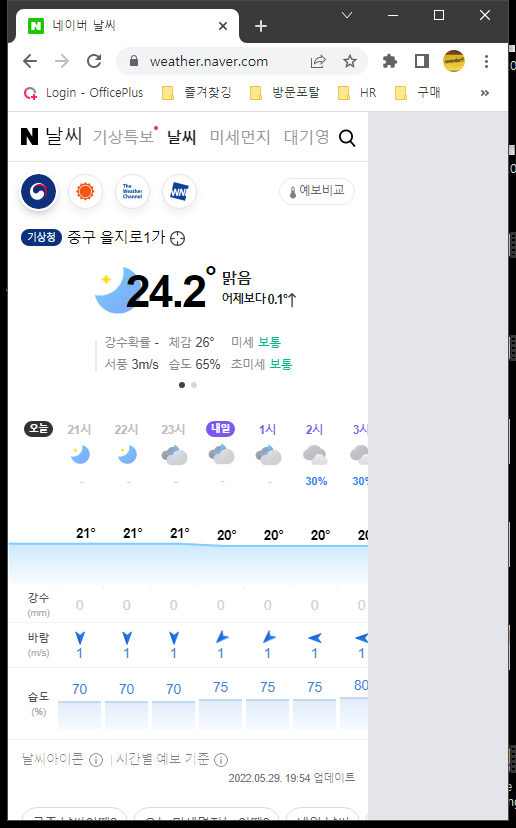 네이버 날씨
weather.naver.com
Login - OfficePlus 즐겨찾깅 방문포탈 HR 구매 »
N 날씨 기상특보 날씨 미세먼지 대기영
The Weather Channel WNI 예보비교
기상청 중구 을지로1가
24.2° 맑음
어제보다 0.1°↑
강수확률 - 체감 26° 미세 보통
서풍 3m/s 습도 65% 초미세 보통
오늘 21시 22시 23시 내일 1시 2시 3시
- - - - - 30% 30%
21° 21° 21° 20° 20° 20° 20
강수 (mm) 0 0 0 0 0 0 0
바람 (m/s) 1 1 1 1 1 1 1
습도 (%) 70 70 70 75 75 75 80
날씨아이콘 시간별 예보 기준
2022.05.29. 19:54 업데이트